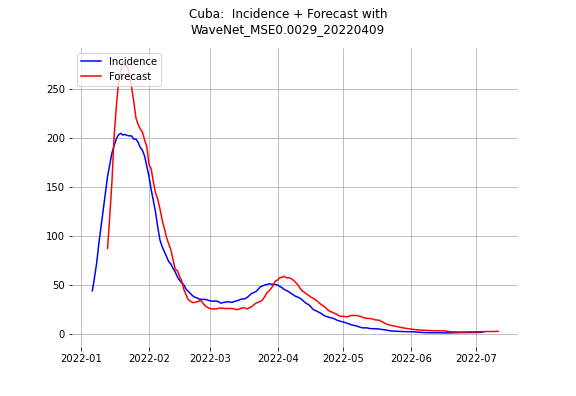 Cuba:  Incidence + Forecast with
WaveNet_MSE0.0029_20220409
Incidence
Forecast
250
200
150
100
50
0
2022-01 2022-02 2022-03 2022-04 2022-05 2022-06 2022-07